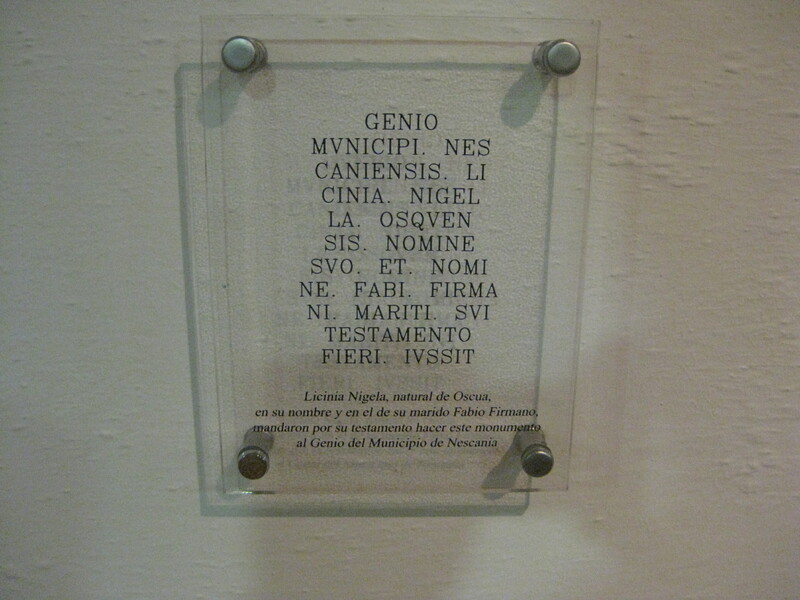 GENIO
MVNICIPI. NES
CANIENSIS. LI
CINIA. NIGEL
LA. OSQVEN
SIS. NOMINE
SVO. ET. NOMI
NE. FABI. FIRMA
NI. MARITI. SVI
TESTAMENTO
FIERI. IVSSIT
Licinia Nigela, natural de Oscua,
en su nombre y en el de su marido Fabio Firmano,
mandaron por su testamento hacer este monumento
al Genio del Municipio de Nescania